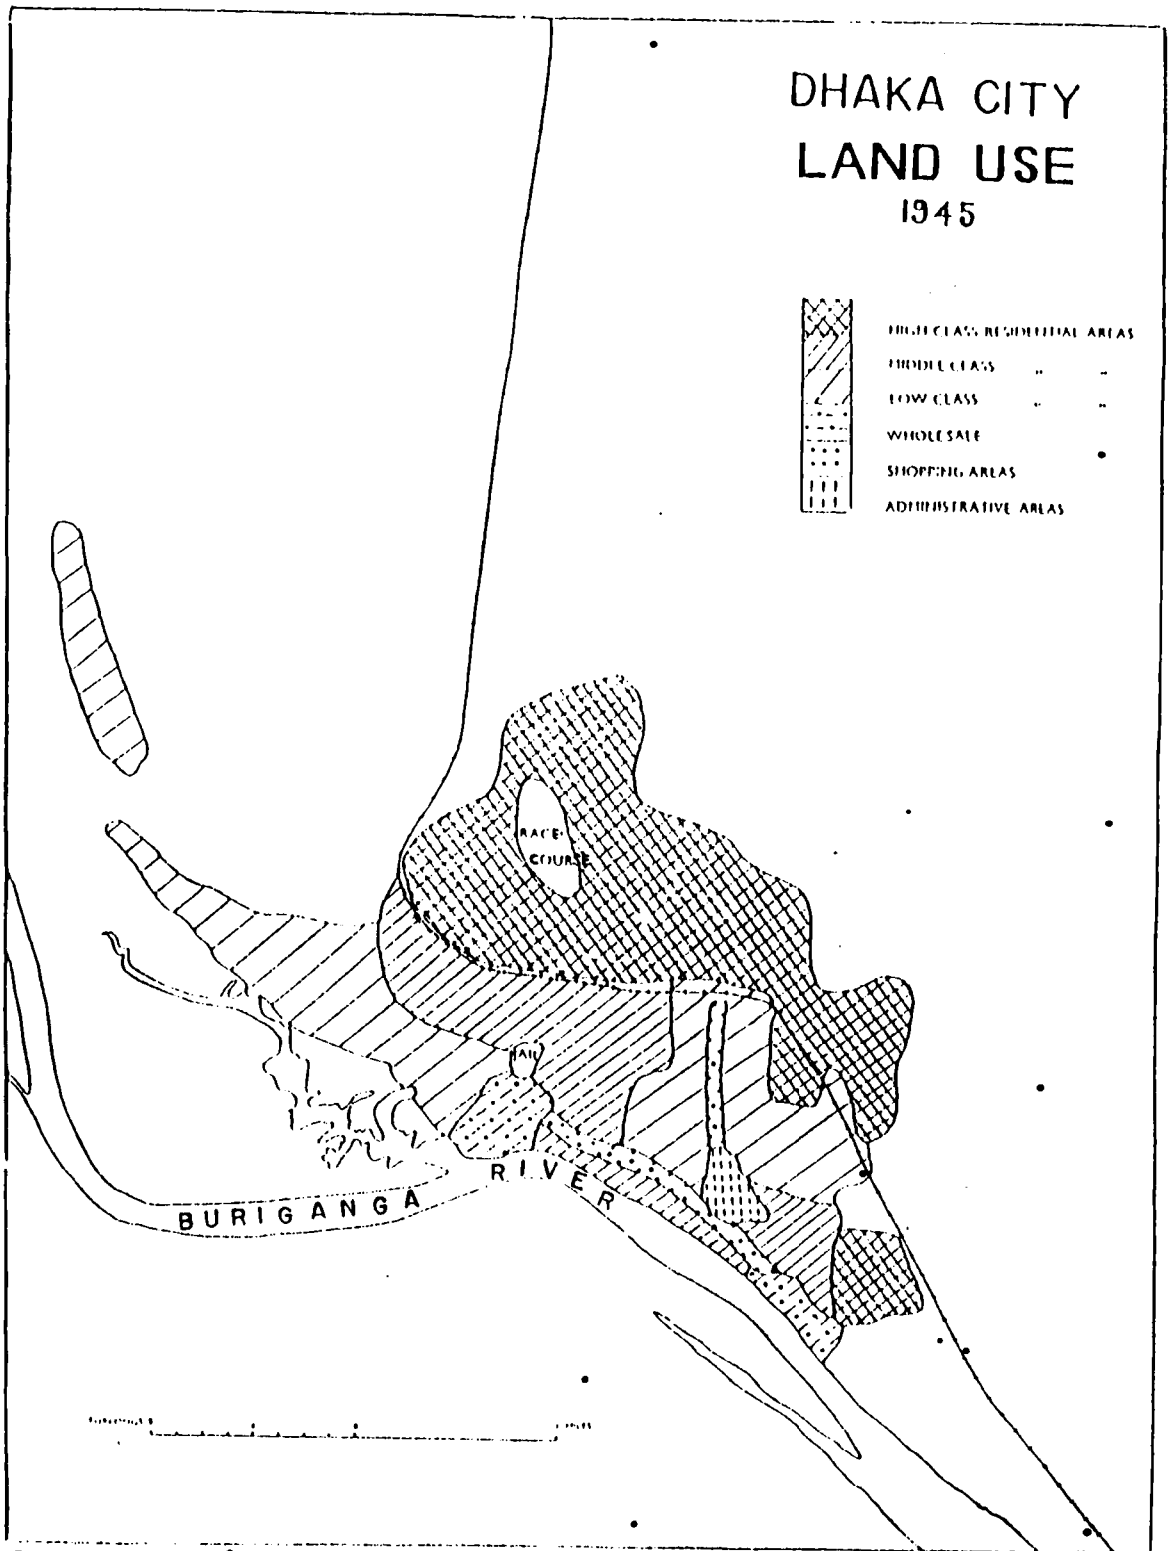 DHAKA CITY
LAND USE
1945
HIGH CLASS RESIDENTIAL AREAS
MIDDLE CLASS " "
LOW CLASS " "
WHOLESALE
SHOPPING AREAS
ADMINISTRATIVE AREAS
RACE
COURSE
JAIL
BURIGANGA RIVER